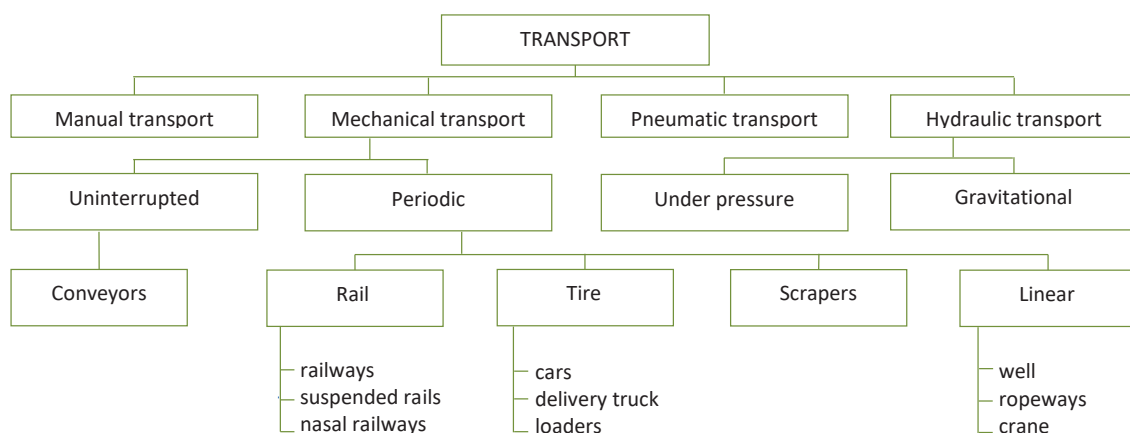 TRANSPORT
Manual transport
Mechanical transport
Pneumatic transport
Hydraulic transport
Uninterrupted
Periodic
Under pressure
Gravitational
Conveyors
Rail
Tire
Scrapers
Linear
railways
suspended rails
nasal railways
cars
delivery truck
loaders
well
ropeways
crane